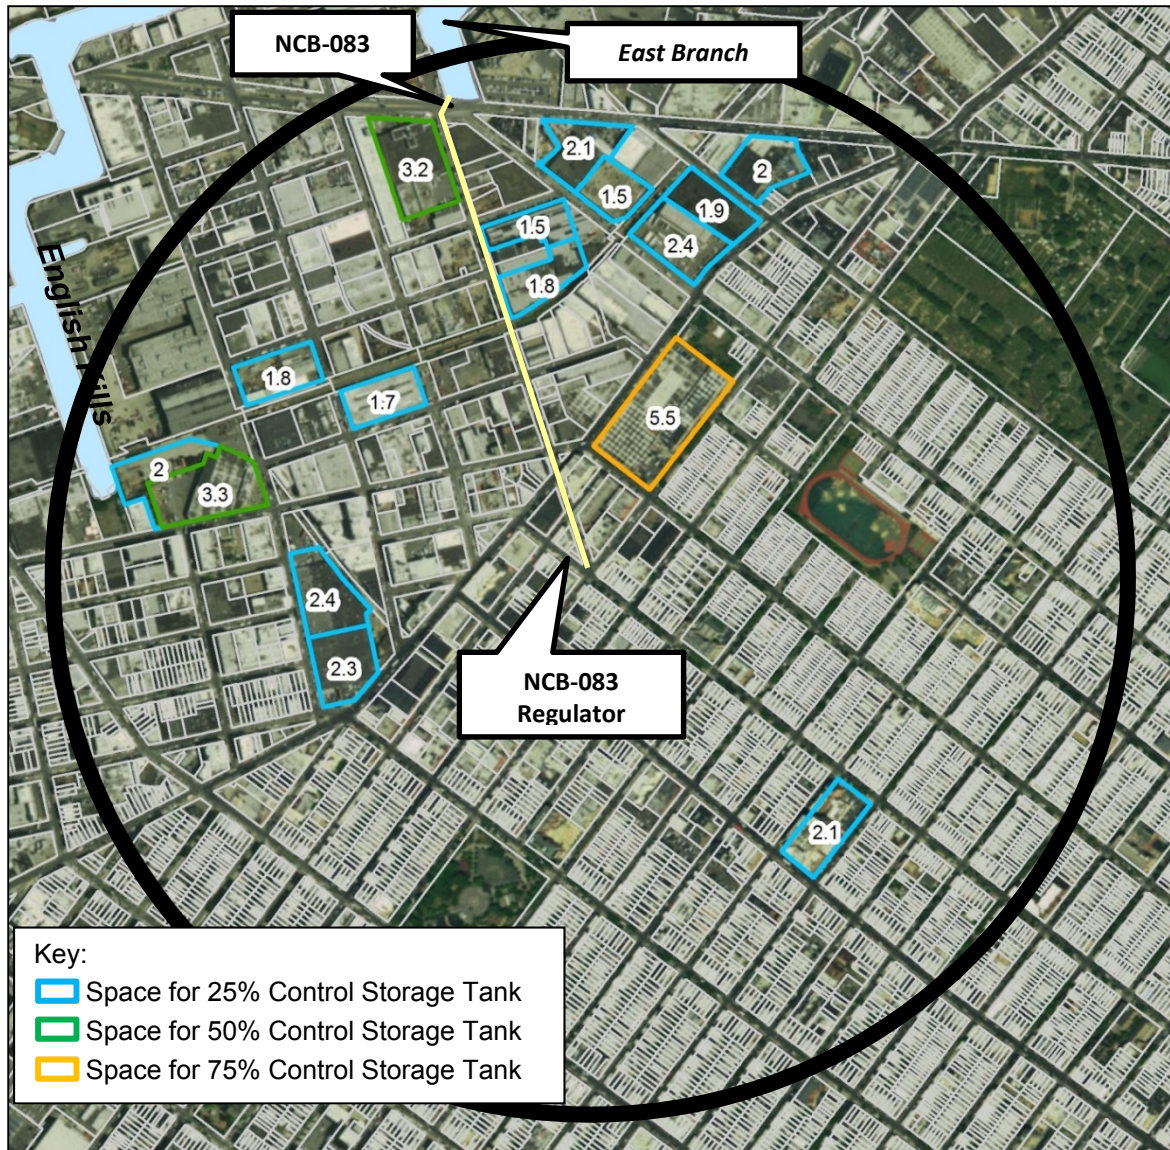 NCB-083
East Branch
3.2
2.1
2
1.5
1.9
1.5
2.4
1.8
English Kills
1.8
1.7
5.5
2
3.3
2.4
2.3
NCB-083
Regulator
2.1
Key:
Space for 25% Control Storage Tank
Space for 50% Control Storage Tank
Space for 75% Control Storage Tank